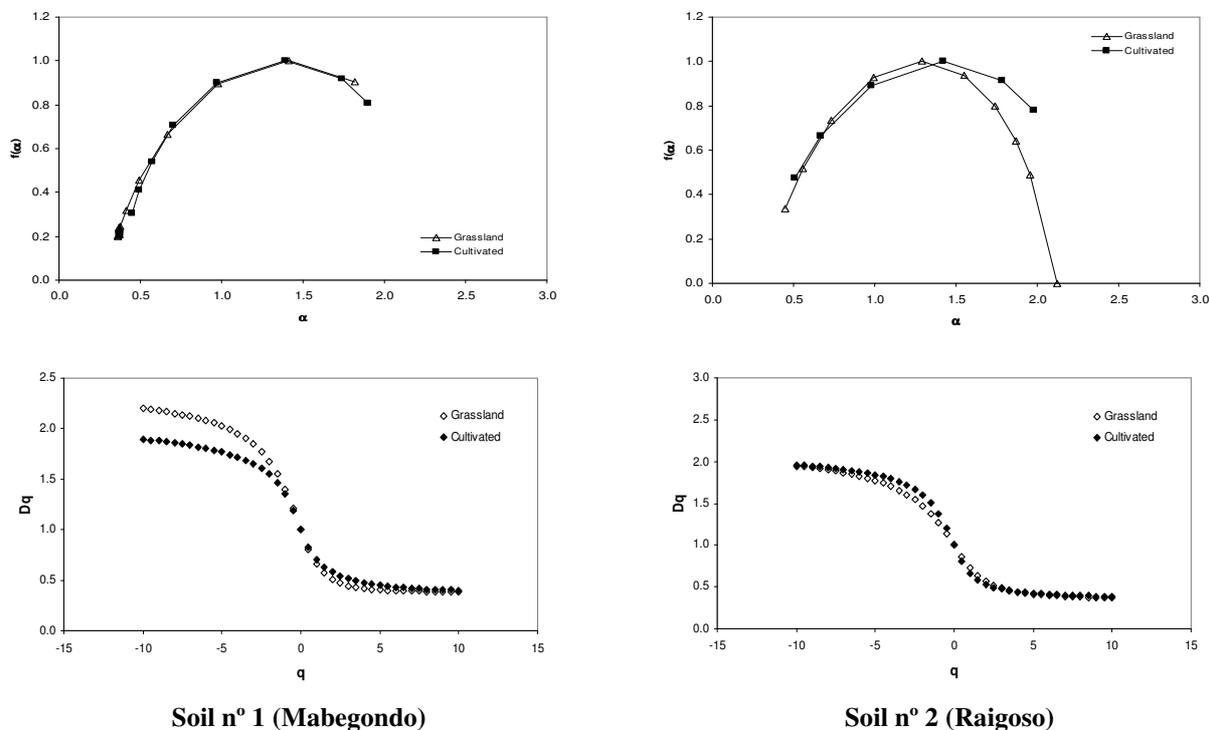 1.2
1.0
0.8
0.6
0.4
0.2
0.0
f(α)
Grassland
Cultivated
0.0 0.5 1.0 1.5 2.0 2.5 3.0
α
1.2
1.0
0.8
0.6
0.4
0.2
0.0
f(α)
Grassland
Cultivated
0.0 0.5 1.0 1.5 2.0 2.5 3.0
α
2.5
2.0
1.5
1.0
0.5
0.0
Dq
Grassland
Cultivated
-15 -10 -5 0 5 10 15
q
3.0
2.5
2.0
1.5
1.0
0.5
0.0
Dq
Grassland
Cultivated
-15 -10 -5 0 5 10 15
q
Soil nº 1 (Mabegondo)
Soil nº 2 (Raigoso)